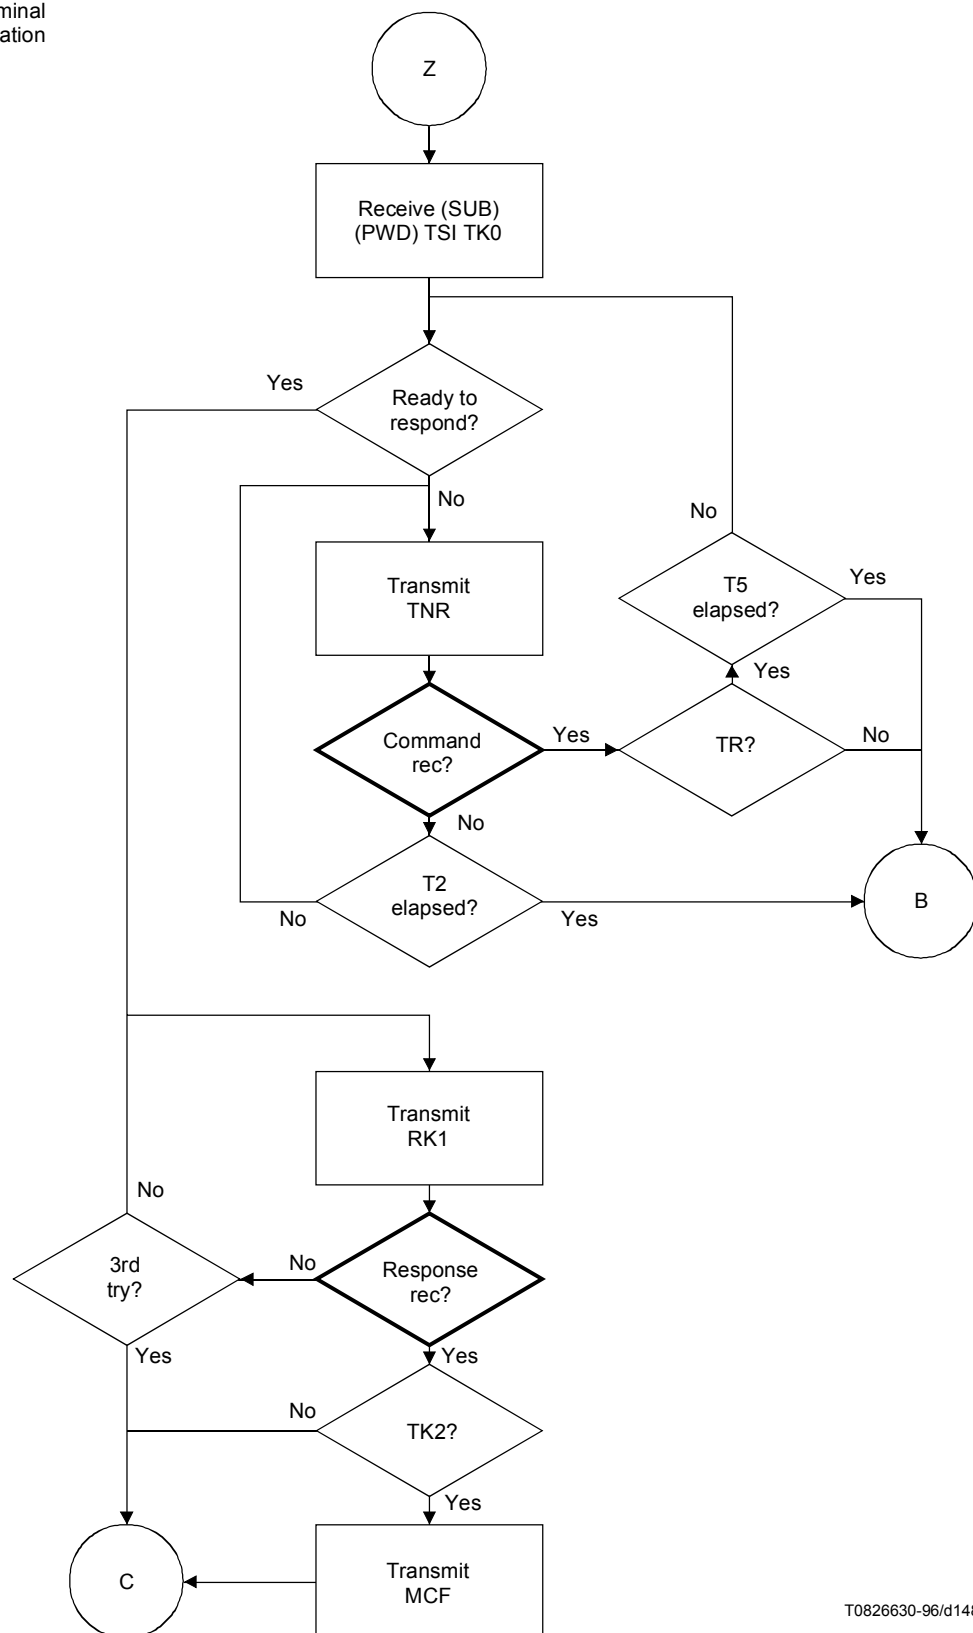 minal
ation
Z
Receive (SUB)
(PWD) TSI TK0
Yes
Ready to
respond?
No
No
Transmit
TNR
T5
elapsed?
Yes
Yes
Command
rec?
Yes
TR?
No
No
T2
elapsed?
No
Yes
B
Transmit
RK1
No
3rd
try?
No
Response
rec?
Yes
Yes
No
TK2?
Yes
C
Transmit
MCF
T0826630-96/d148